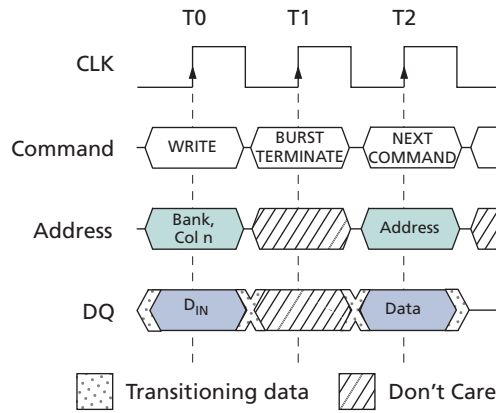 T0 T1 T2
CLK
Command WRITE BURST TERMINATE NEXT COMMAND
Address Bank, Col n Address
DQ DIN Data
Transitioning data Don't Care